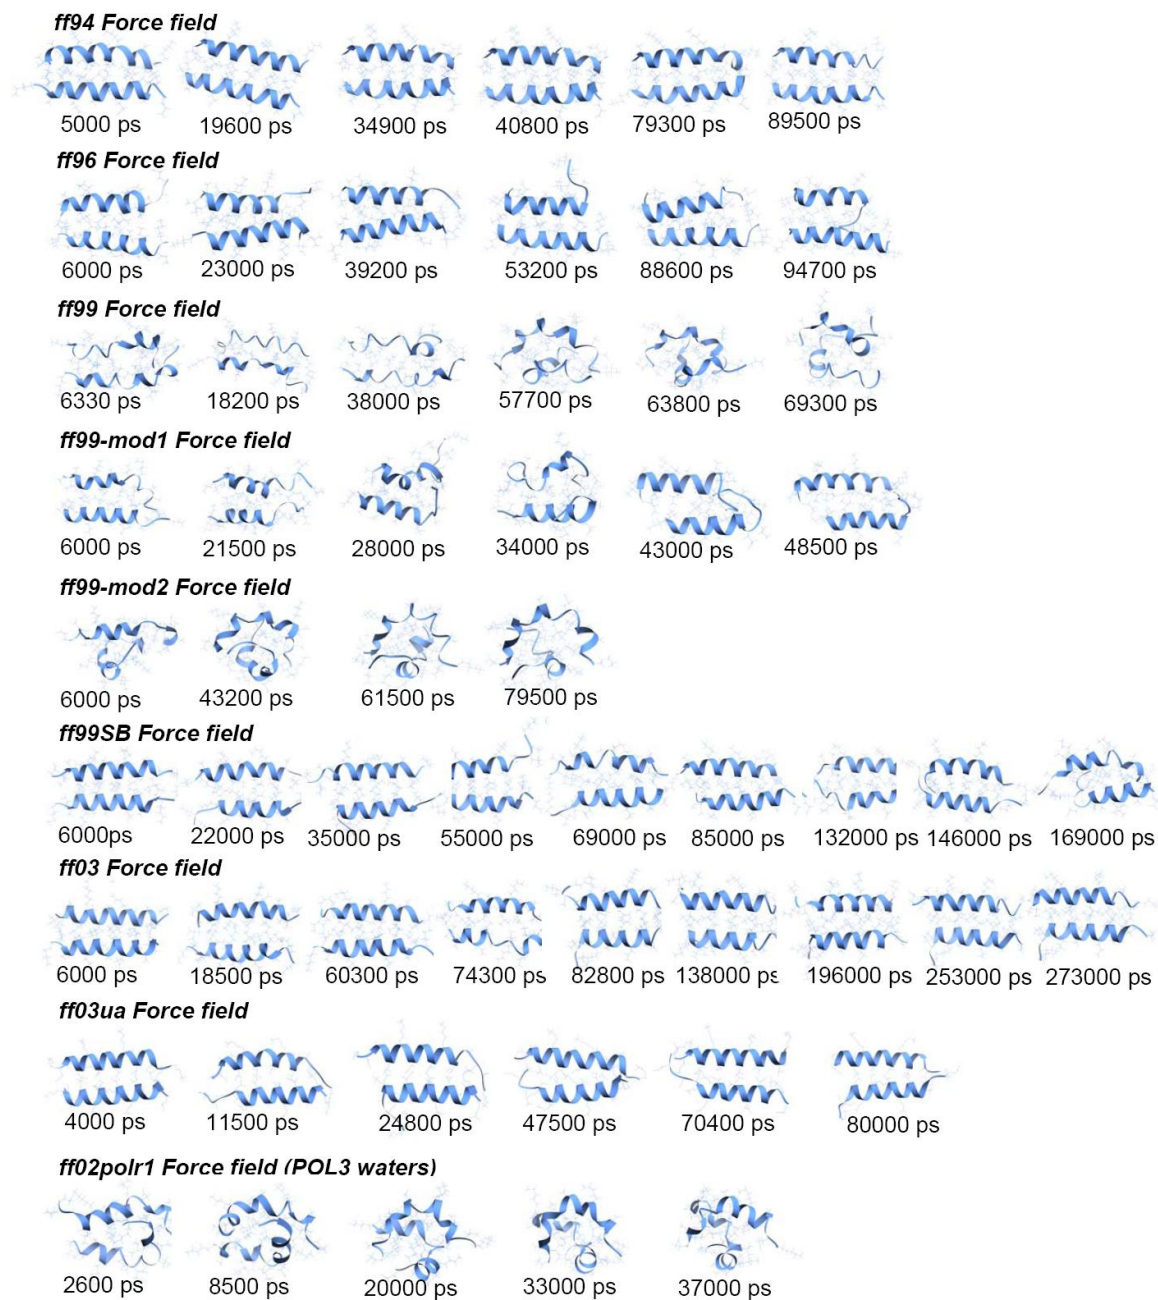 ff94 Force field
5000 ps 19600 ps 34900 ps 40800 ps 79300 ps 89500 ps
ff96 Force field
6000 ps 23000 ps 39200 ps 53200 ps 88600 ps 94700 ps
ff99 Force field
6330 ps 18200 ps 38000 ps 57700 ps 63800 ps 69300 ps
ff99-mod1 Force field
6000 ps 21500 ps 28000 ps 34000 ps 43000 ps 48500 ps
ff99-mod2 Force field
6000 ps 43200 ps 61500 ps 79500 ps
ff99SB Force field
6000ps 22000 ps 35000 ps 55000 ps 69000 ps 85000 ps 132000 ps 146000 ps 169000 ps
ff03 Force field
6000 ps 18500 ps 60300 ps 74300 ps 82800 ps 138000 ps 196000 ps 253000 ps 273000 ps
ff03ua Force field
4000 ps 11500 ps 24800 ps 47500 ps 70400 ps 80000 ps
ff02polr1 Force field (POL3 waters)
2600 ps 8500 ps 20000 ps 33000 ps 37000 ps